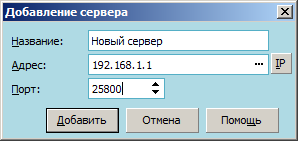 Добавление сервера
Название: Новый сервер
Адрес: 192.168.1.1 ... IP
Порт: 25800
Добавить Отмена Помощь